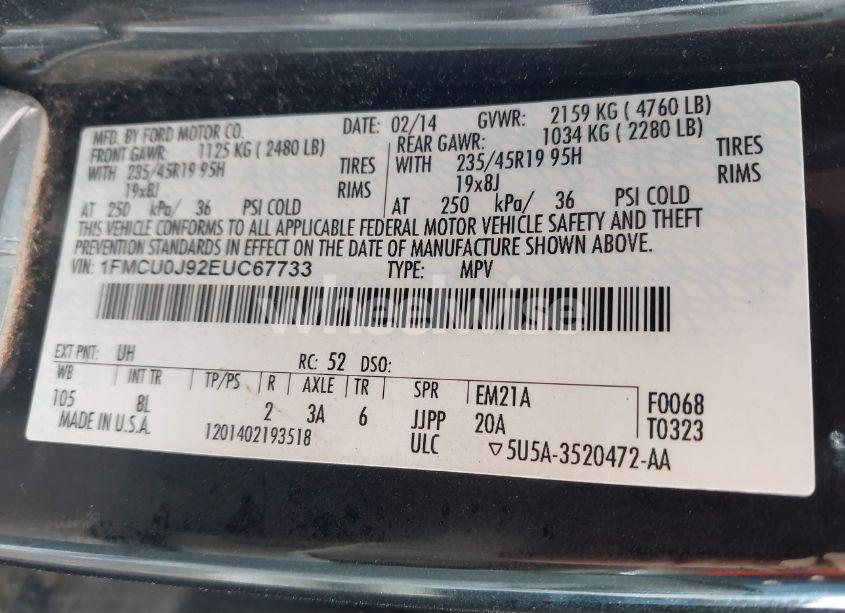 MFD. BY FORD MOTOR CO. DATE: 02/14 GVWR: 2159 KG ( 4760 LB)
FRONT GAWR: 1125 KG ( 2480 LB) REAR GAWR: 1034 KG ( 2280 LB)
WITH 235/45R19 95H TIRES WITH 235/45R19 95H TIRES
19x8J RIMS 19x8J RIMS
AT 250 kPa/ 36 PSI COLD AT 250 kPa/ 36 PSI COLD
THIS VEHICLE CONFORMS TO ALL APPLICABLE FEDERAL MOTOR VEHICLE SAFETY AND THEFT
PREVENTION STANDARDS IN EFFECT ON THE DATE OF MANUFACTURE SHOWN ABOVE.
VIN: 1FMCU0J92EUC67733 TYPE: MPV
wheelwise
EXT PNT: UH RC: 52 DSO:
WB INT TR TP/PS R AXLE TR SPR EM21A F0068
105 8L 2 3A 6 JJPP 20A T0323
MADE IN U.S.A. 1201402193518 ULC ▽5U5A-3520472-AA